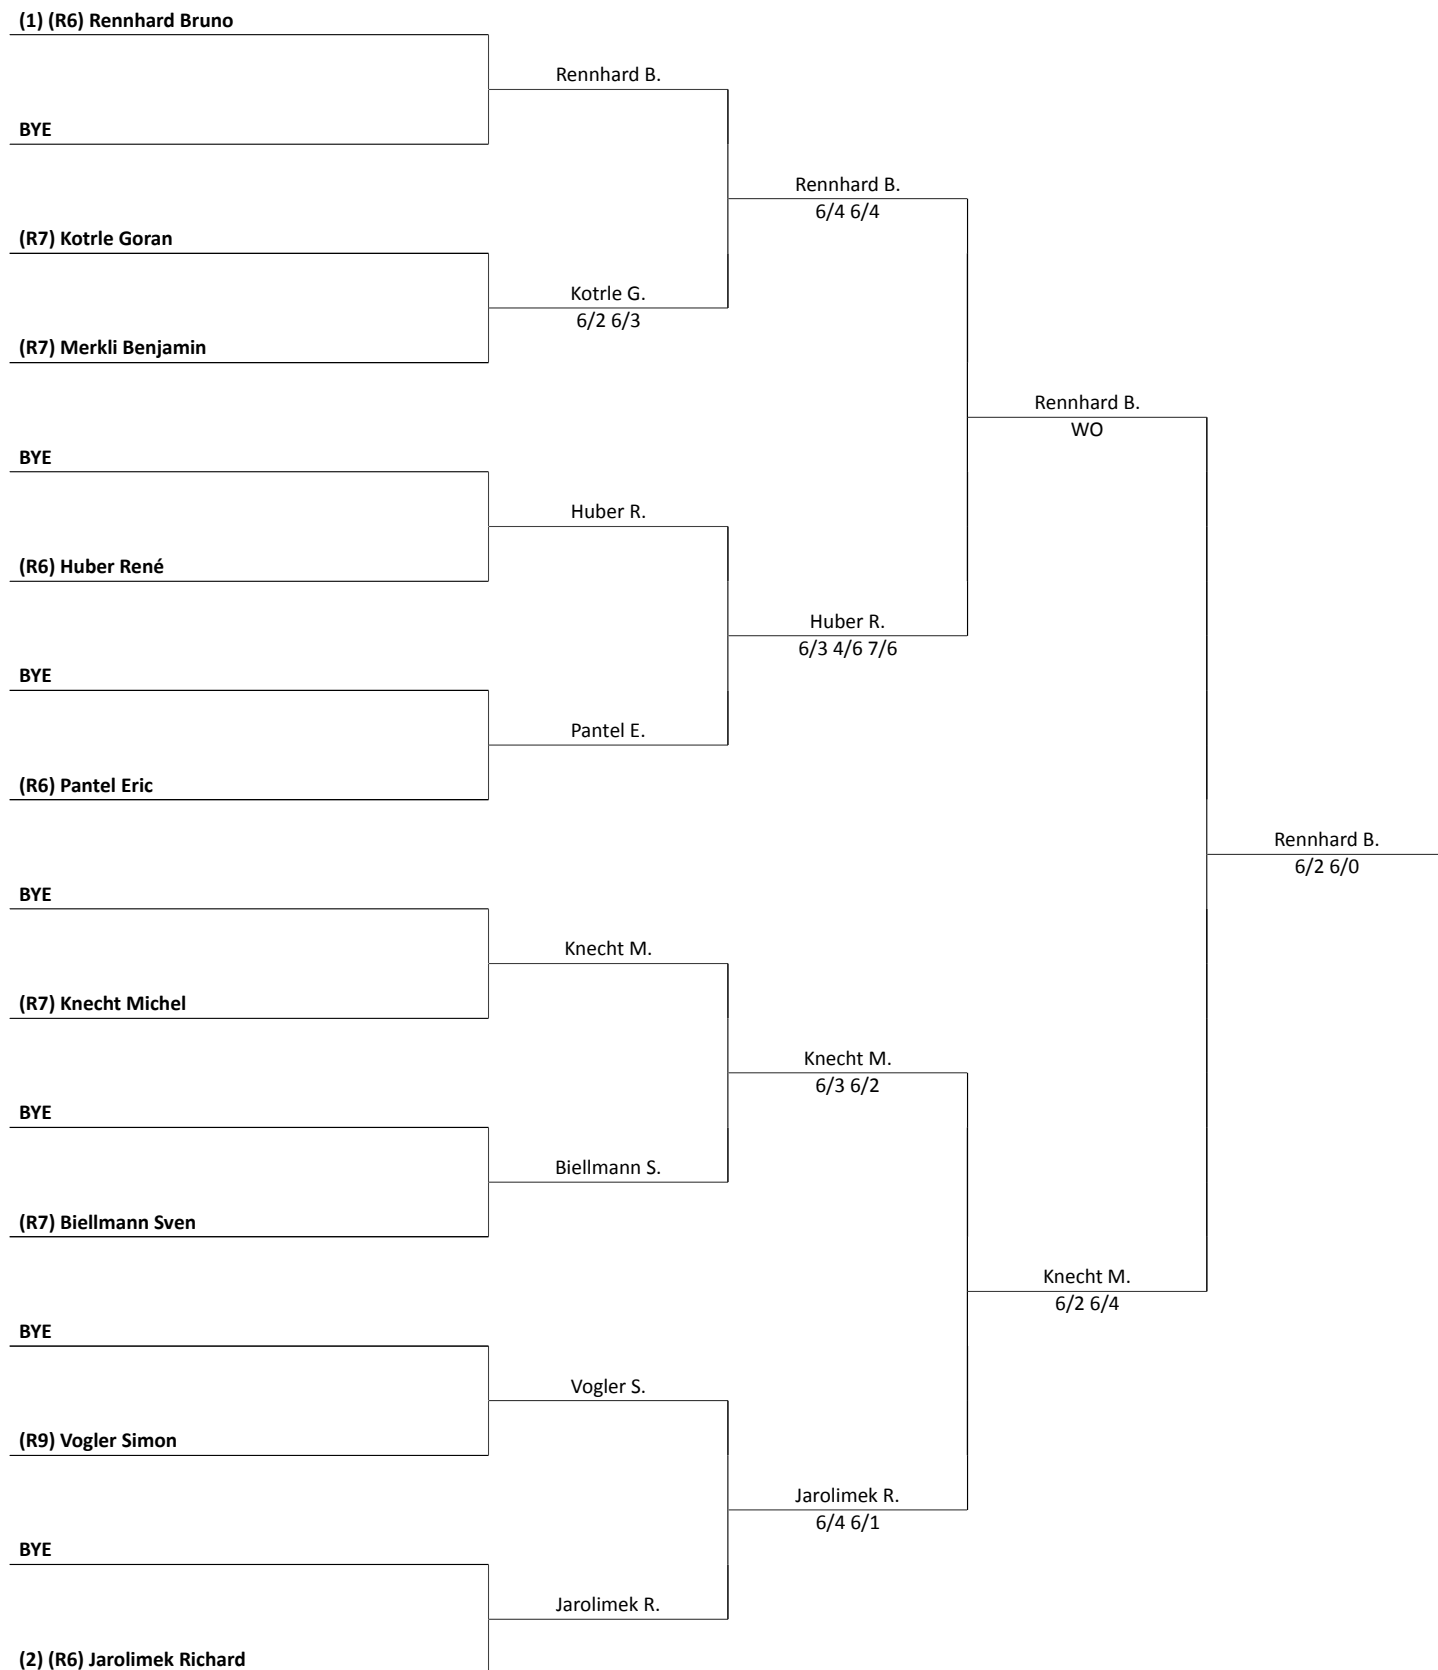 (1) (R6) Rennhard Bruno
Rennhard B.
BYE
Rennhard B.
6/4 6/4
(R7) Kotrle Goran
Kotrle G.
6/2 6/3
(R7) Merkli Benjamin
Rennhard B.
WO
BYE
Huber R.
(R6) Huber René
Huber R.
6/3 4/6 7/6
BYE
Pantel E.
(R6) Pantel Eric
Rennhard B.
6/2 6/0
BYE
Knecht M.
(R7) Knecht Michel
Knecht M.
6/3 6/2
BYE
Biellmann S.
(R7) Biellmann Sven
Knecht M.
6/2 6/4
BYE
Vogler S.
(R9) Vogler Simon
Jarolimek R.
6/4 6/1
BYE
Jarolimek R.
(2) (R6) Jarolimek Richard